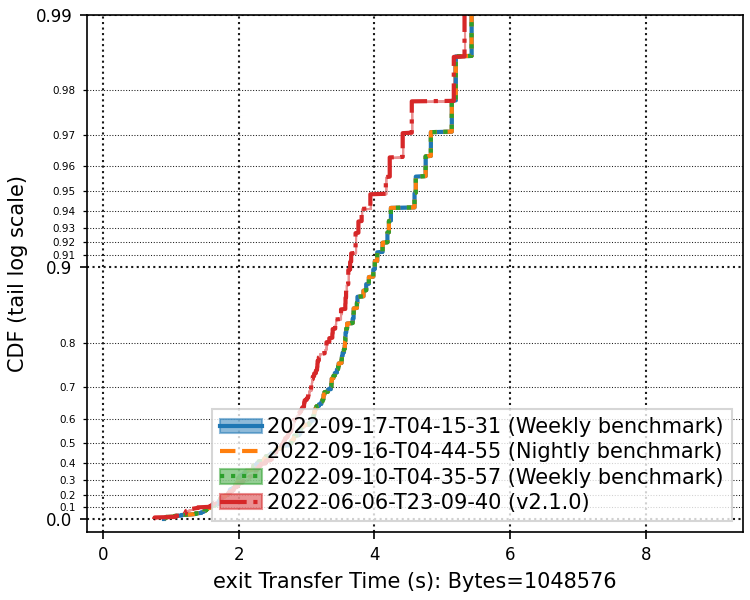 0.99
0.98
0.97
0.96
0.95
0.94
0.93
0.92
0.91
0.9
0.8
0.7
0.6
0.5
0.4
0.3
0.2
0.1
0.0
CDF (tail log scale)
2022-09-17-T04-15-31 (Weekly benchmark)
2022-09-16-T04-44-55 (Nightly benchmark)
2022-09-10-T04-35-57 (Weekly benchmark)
2022-06-06-T23-09-40 (v2.1.0)
0 2 4 6 8
exit Transfer Time (s): Bytes=1048576